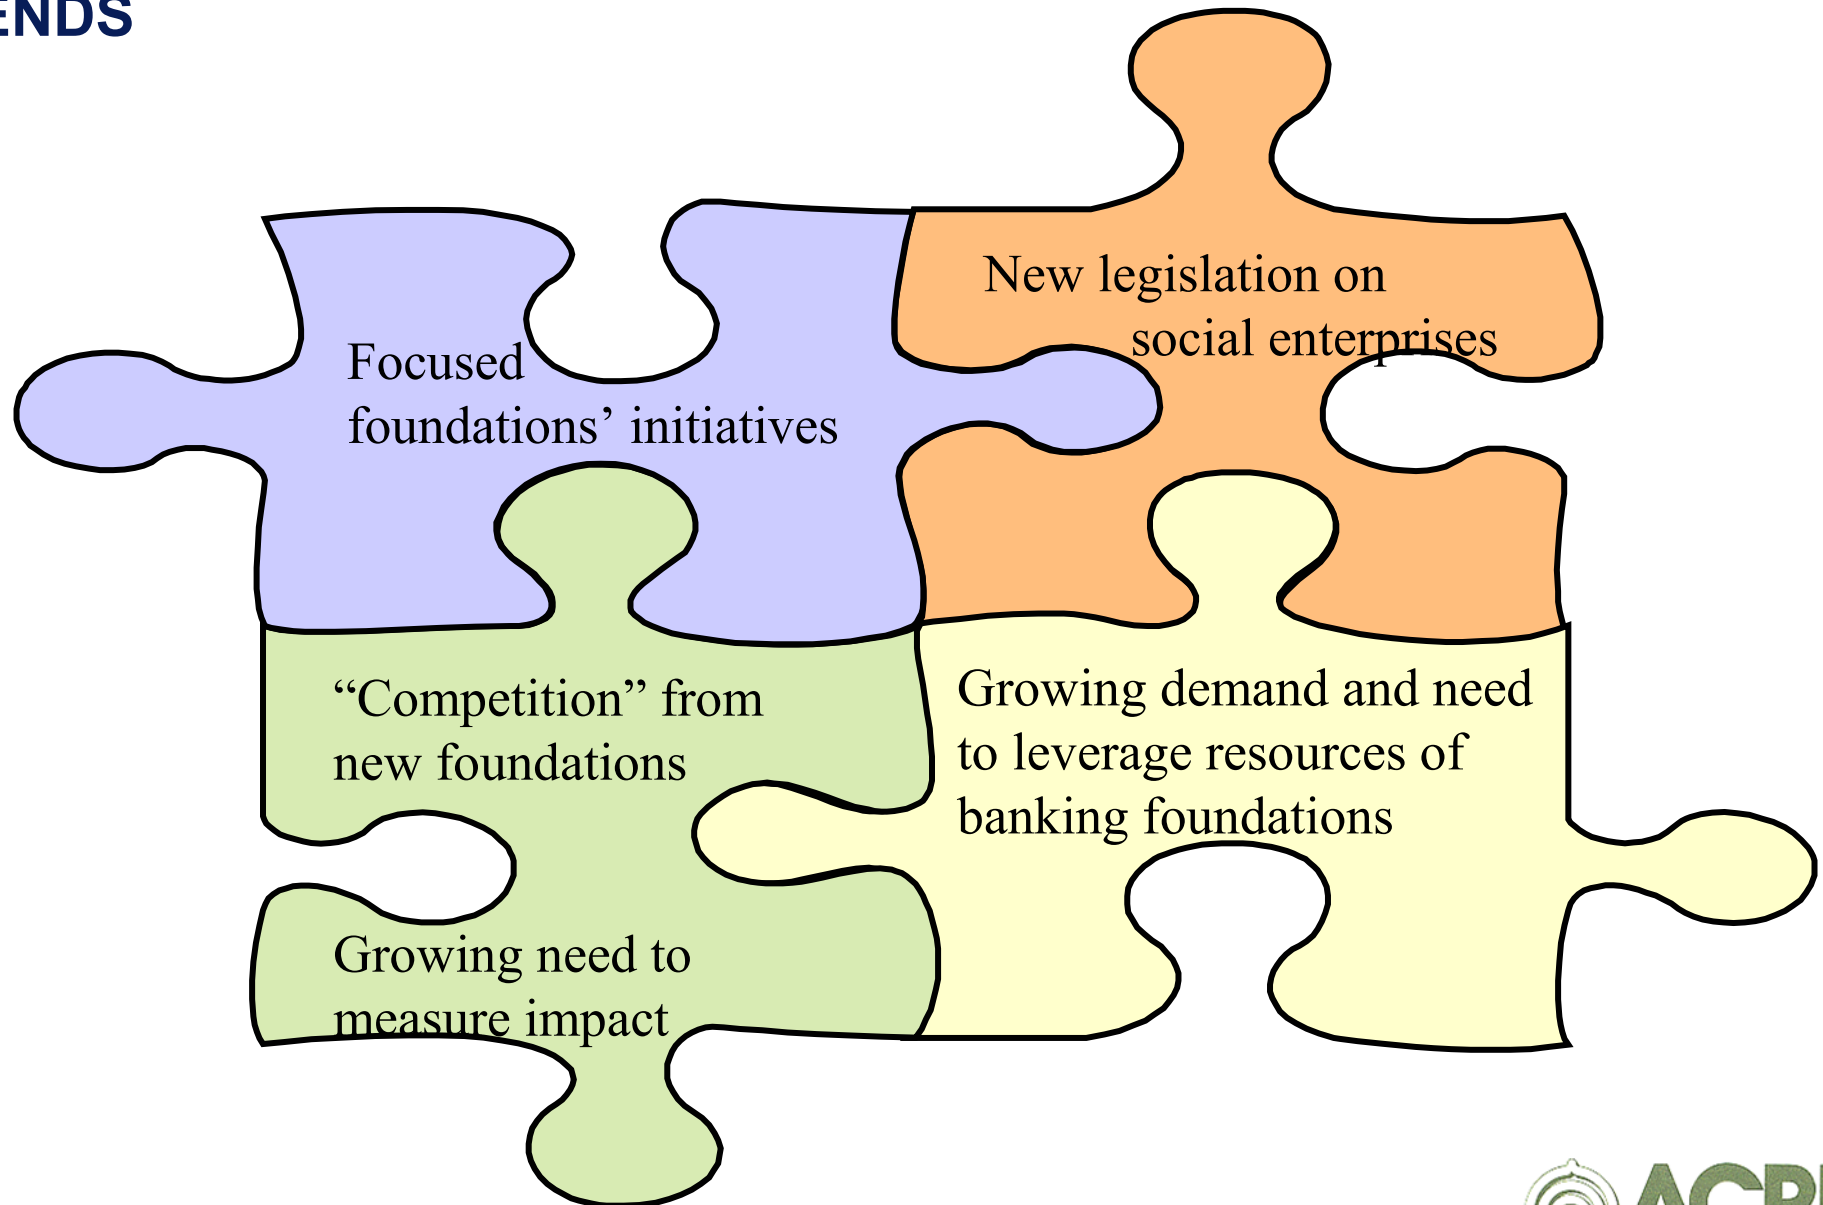 ENDS
New legislation on
social enterprises
Focused
foundations’ initiatives
“Competition” from
new foundations
Growing demand and need
to leverage resources of
banking foundations
Growing need to
measure impact